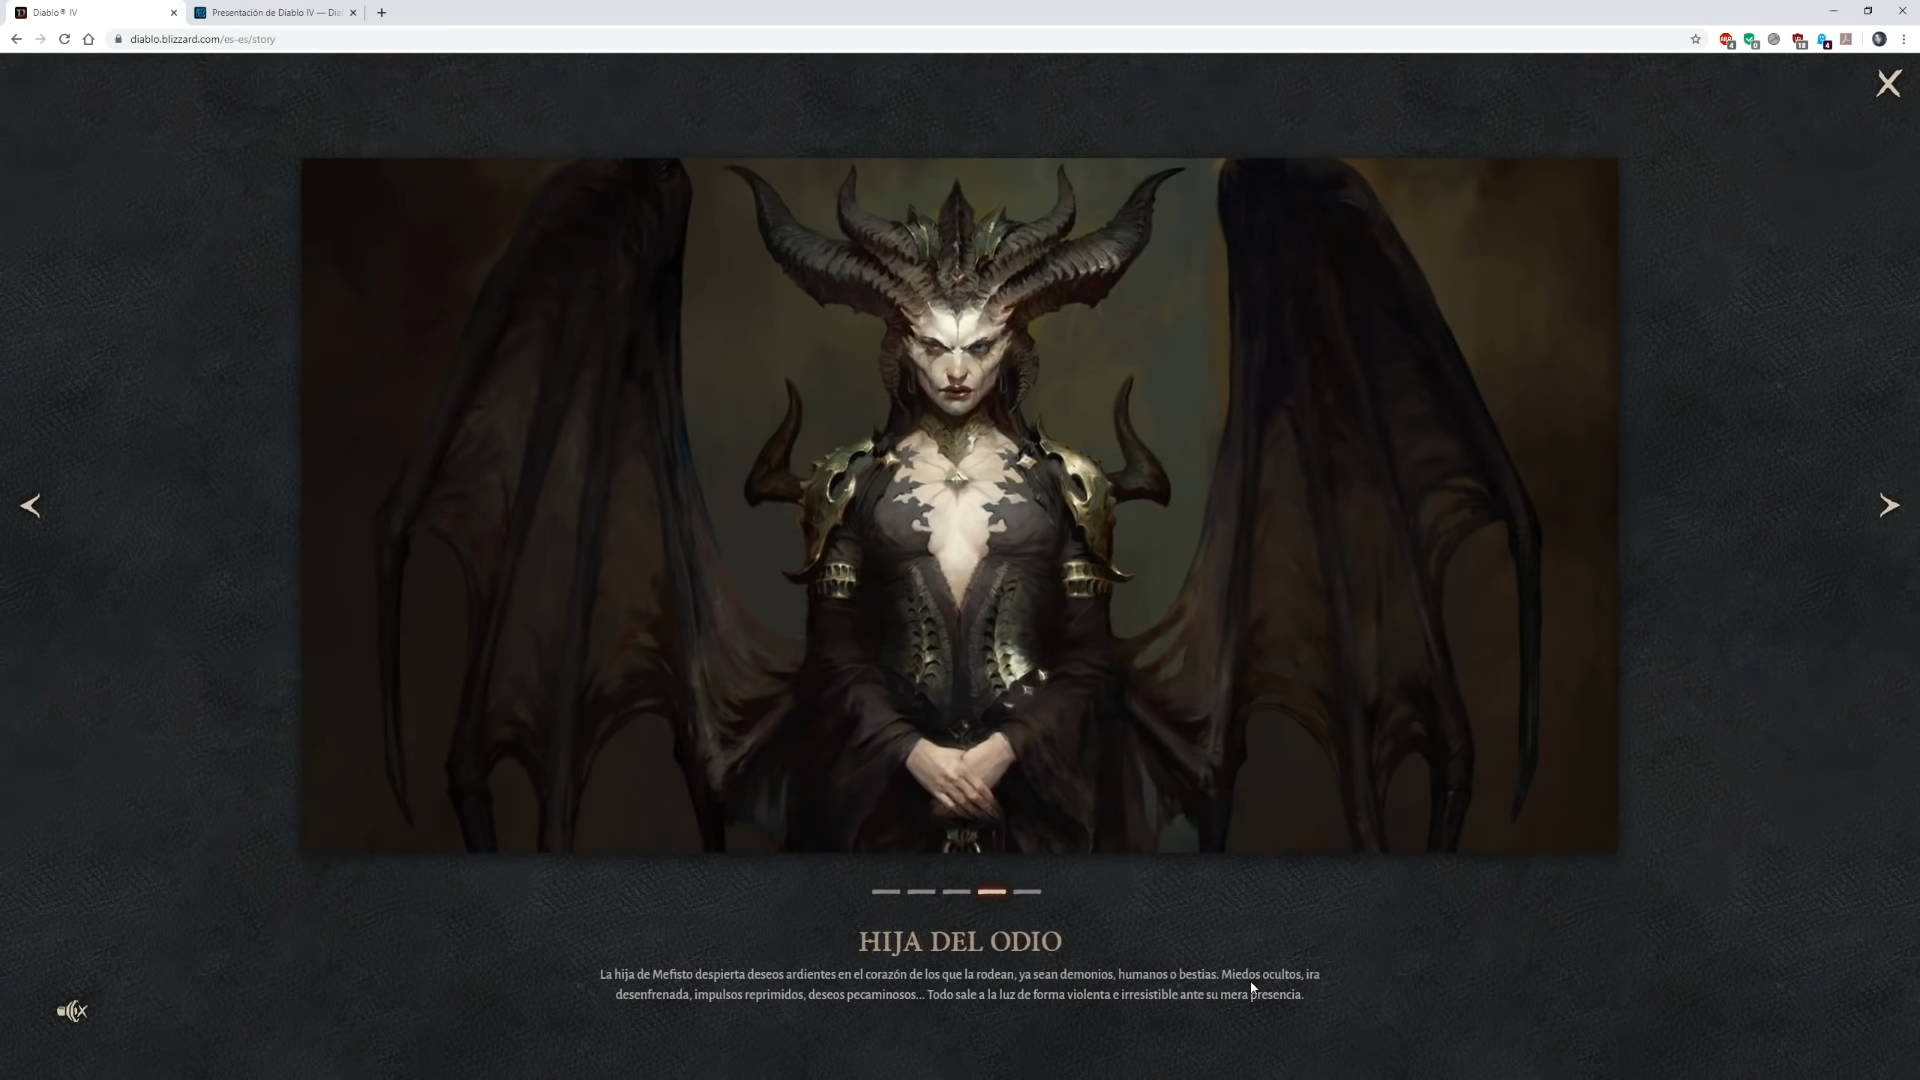 Diablo® IV
Presentación de Diablo IV — Dia
diablo.blizzard.com/es-es/story
HIJA DEL ODIO
La hija de Mefisto despierta deseos ardientes en el corazón de los que la rodean, ya sean demonios, humanos o bestias. Miedos ocultos, ira
desenfrenada, impulsos reprimidos, deseos pecaminosos... Todo sale a la luz de forma violenta e irresistible ante su mera presencia.